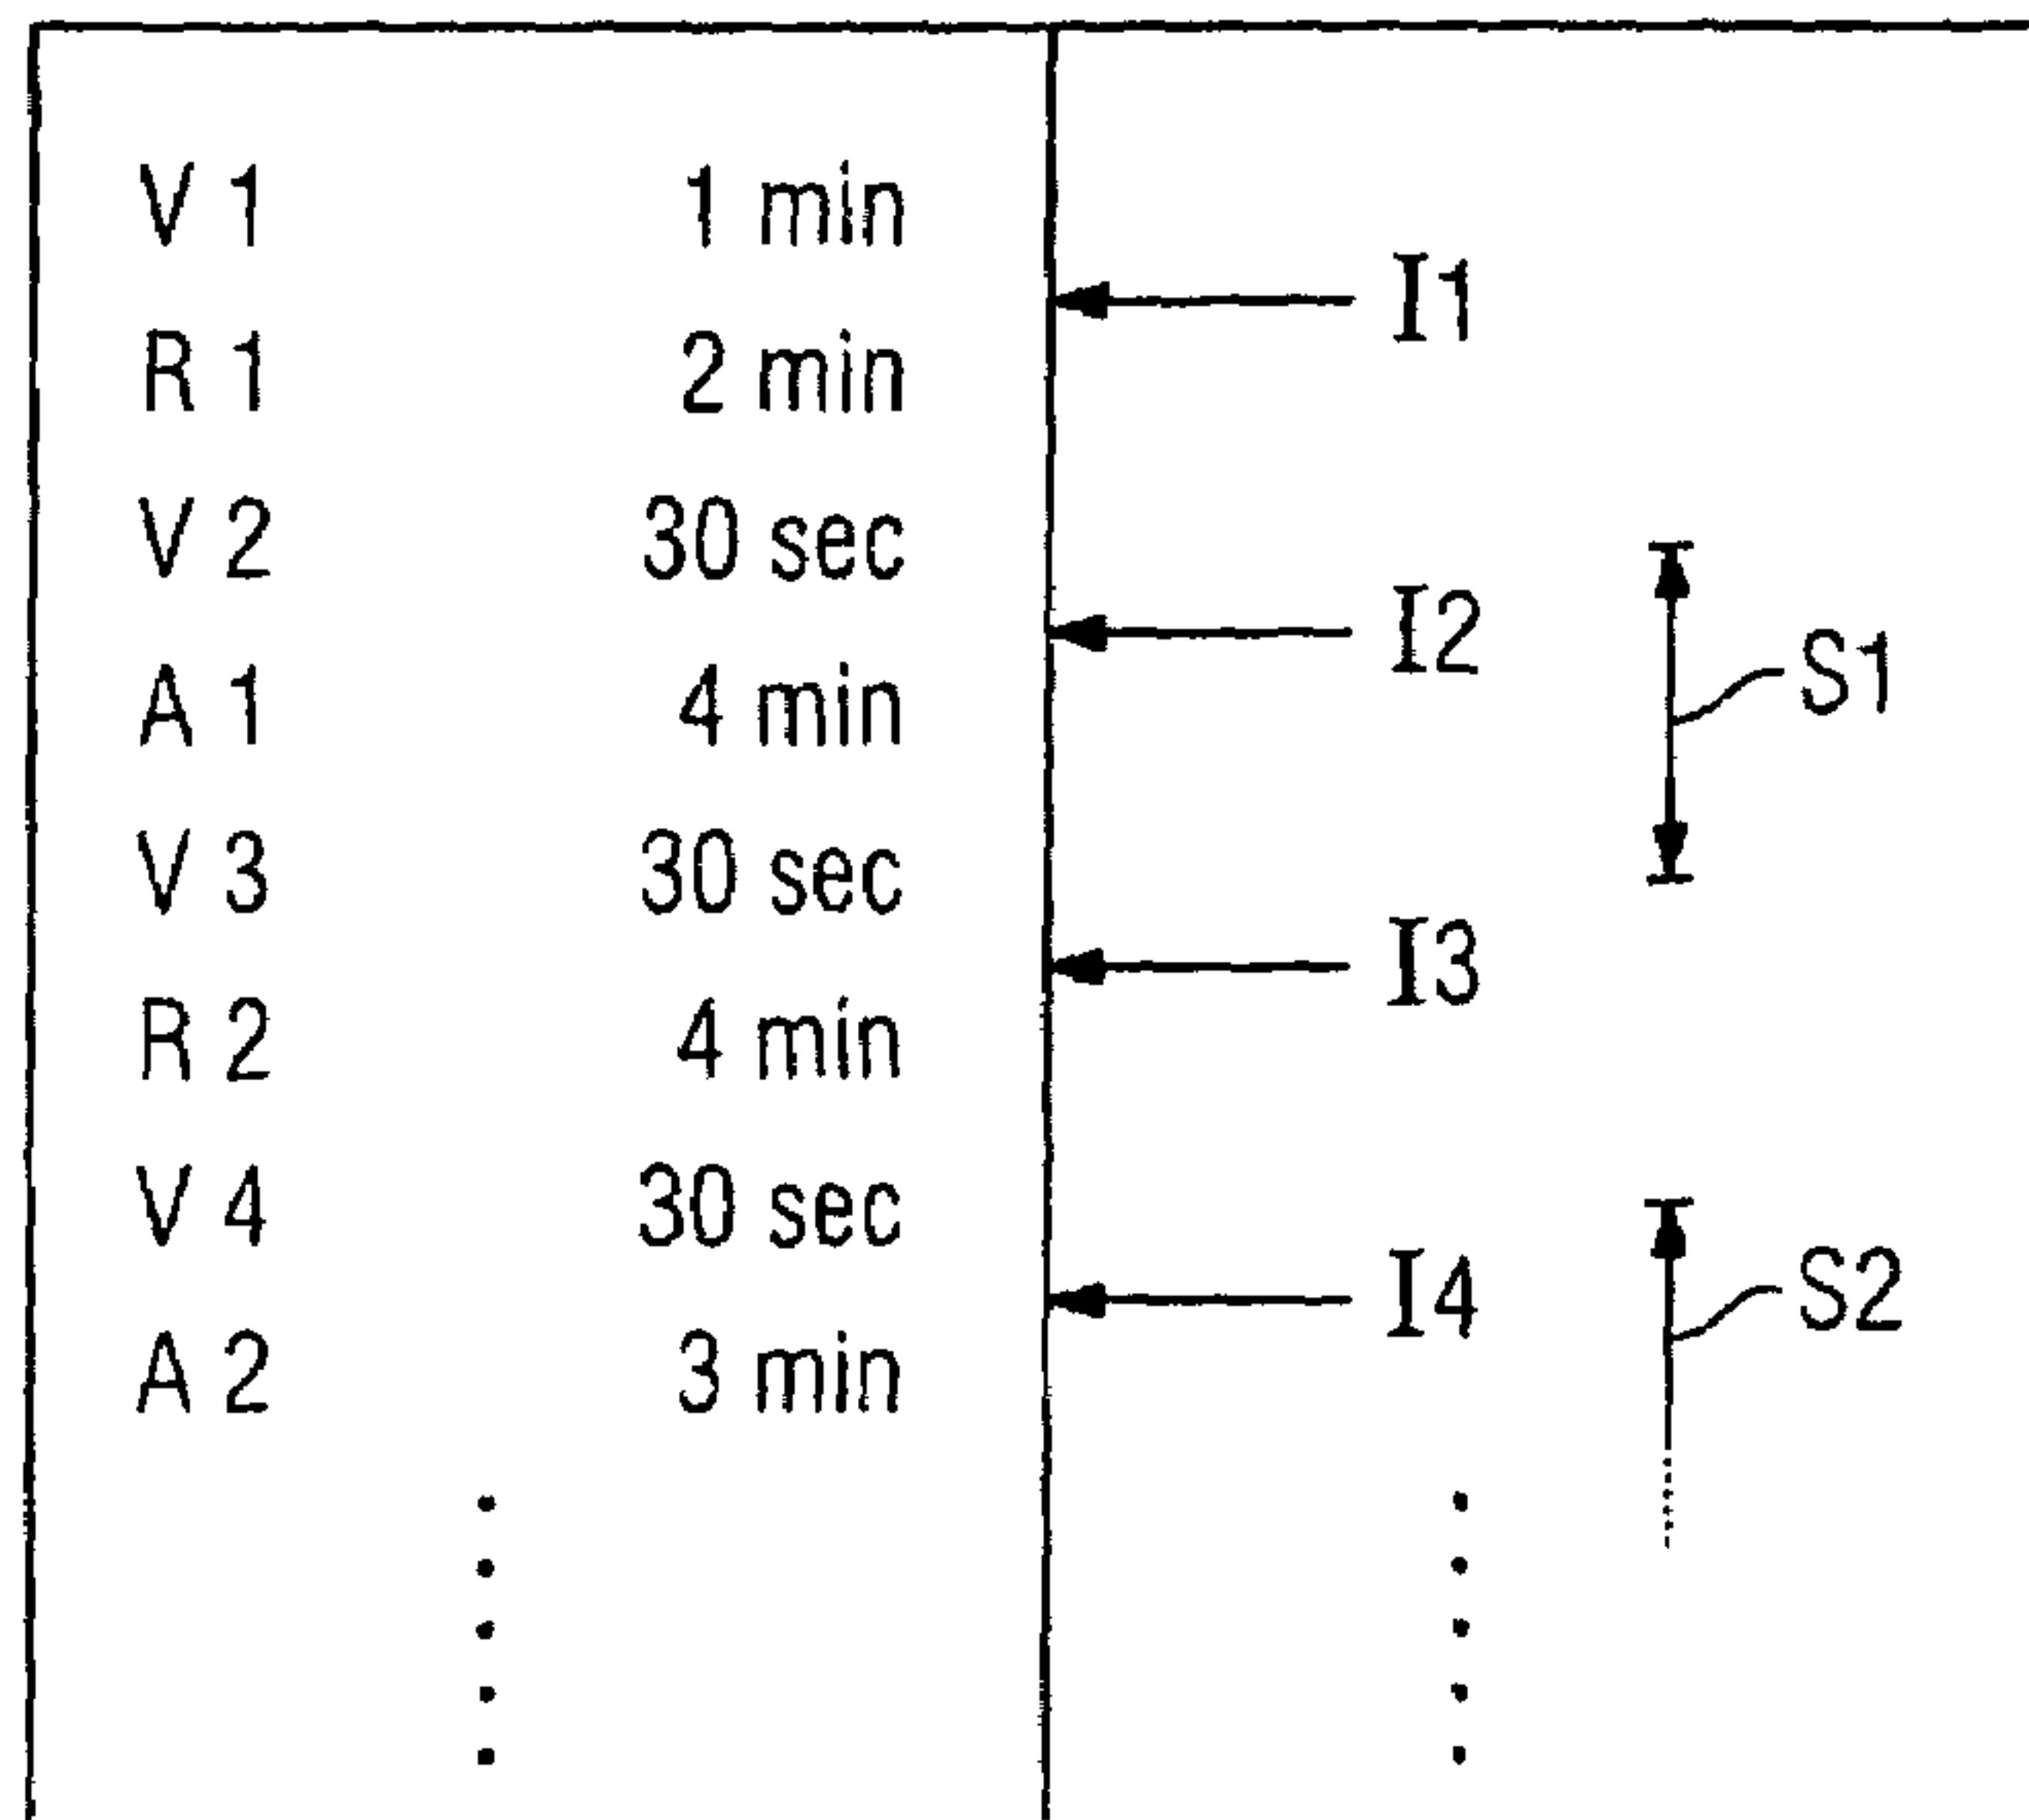 V 1 1 min
I1
R 1 2 min
V 2 30 sec
I2
S1
A 1 4 min
V 3 30 sec
I3
R 2 4 min
V 4 30 sec
I4
S2
A 2 3 min